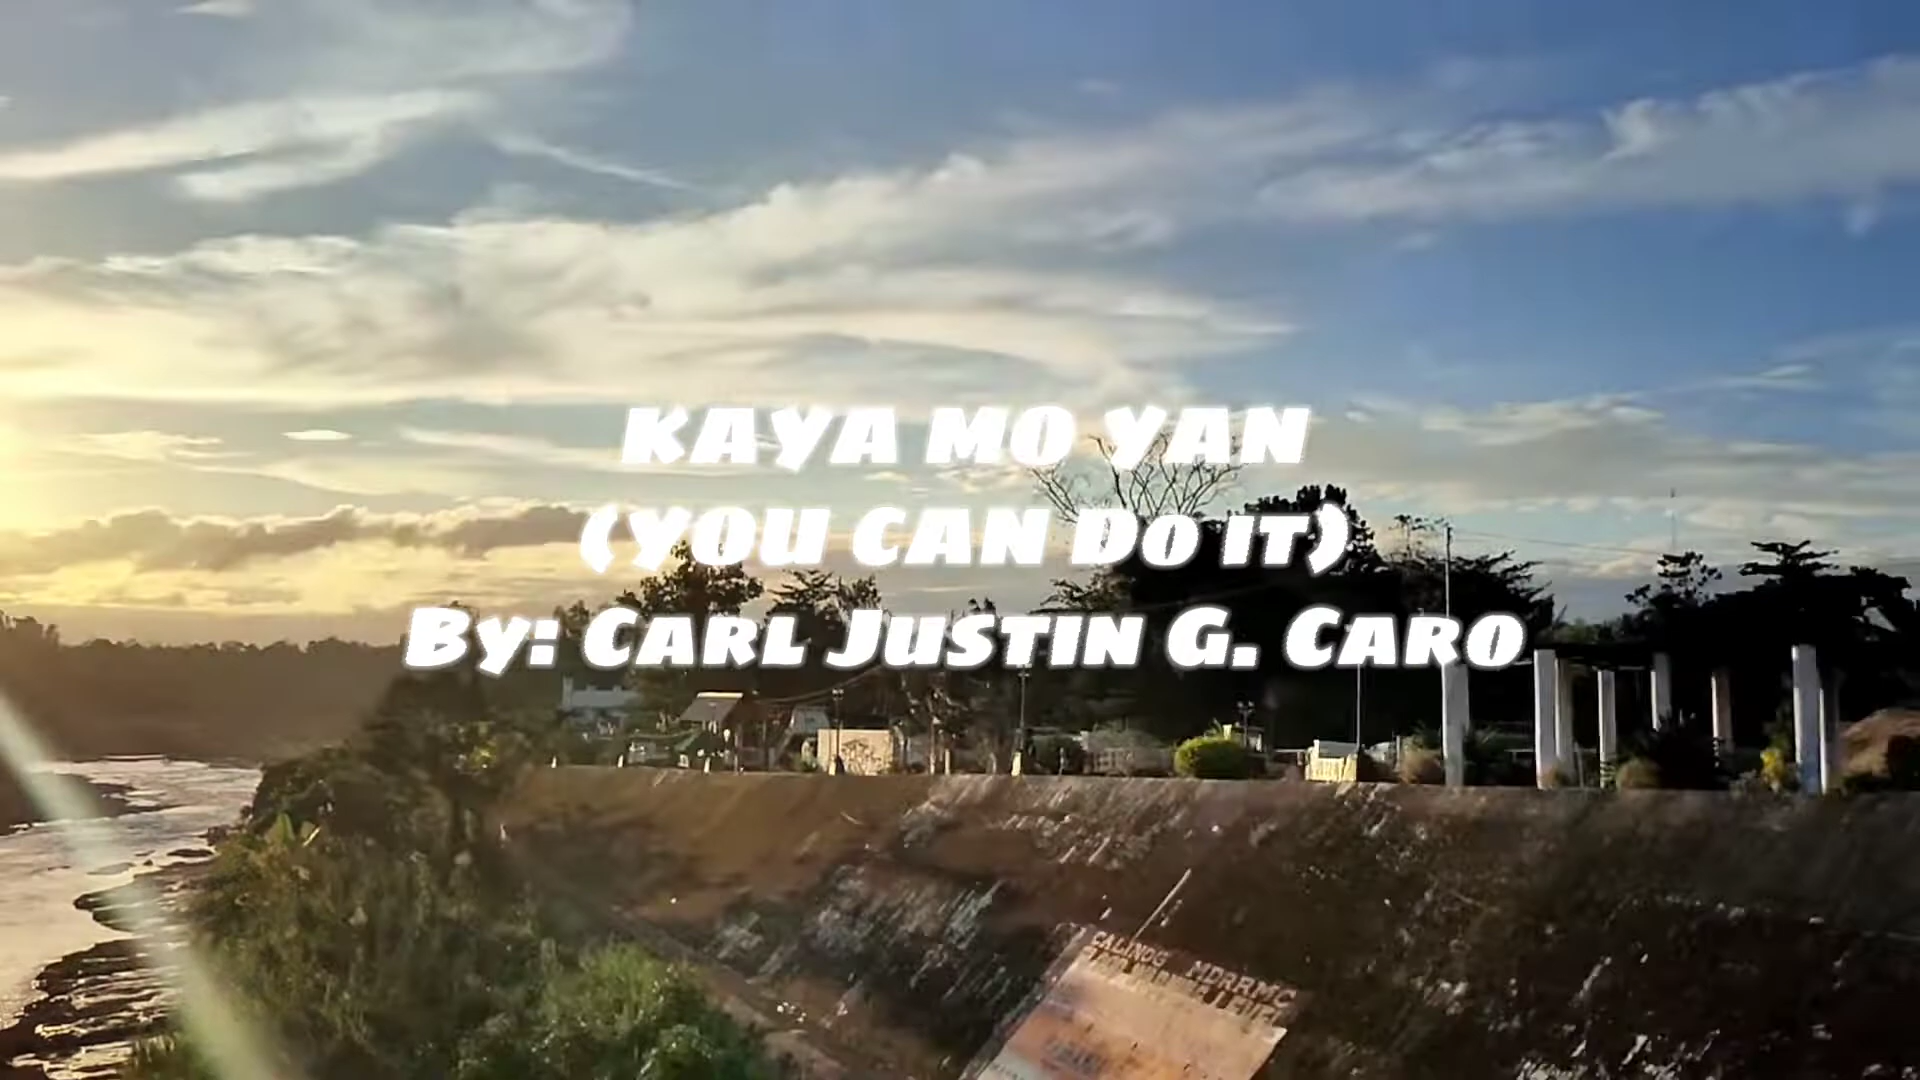 KAYA MO YAN
(YOU CAN DO IT)
By: Carl Justin G. Caro
CALINOG MDRRMC